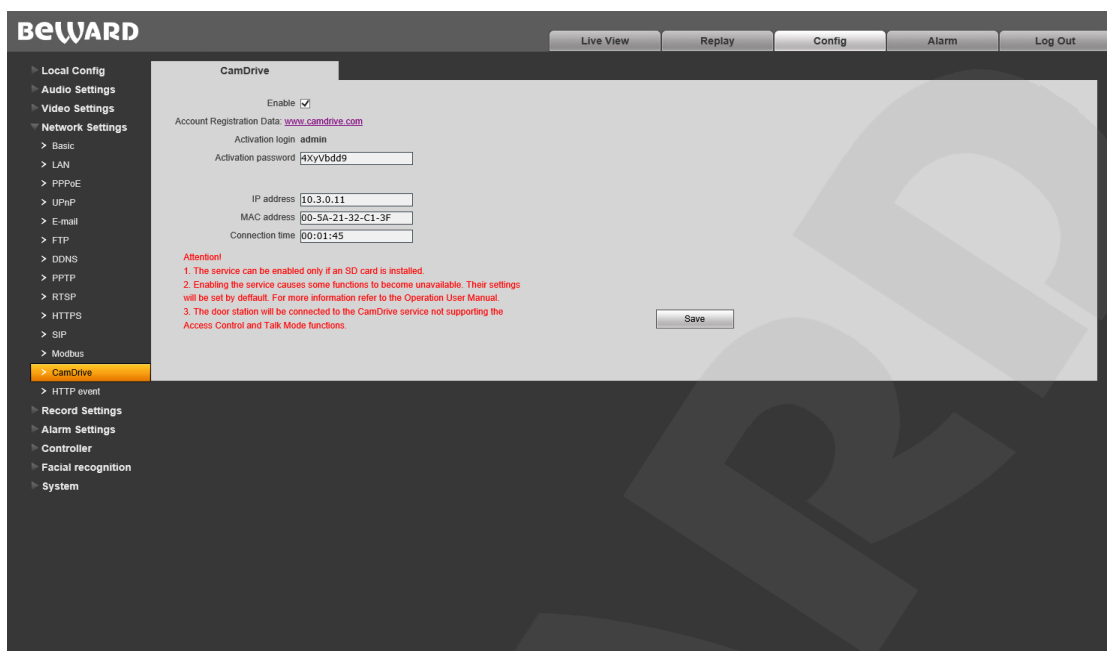 BEWARD
Live View
Replay
Config
Alarm
Log Out
Local Config
Audio Settings
Video Settings
Network Settings
> Basic
> LAN
> PPPoE
> UPnP
> E-mail
> FTP
> DDNS
> PPTP
> RTSP
> HTTPS
> SIP
> Modbus
> CamDrive
> HTTP event
Record Settings
Alarm Settings
Controller
Facial recognition
System
CamDrive
Enable
Account Registration Data: www.camdrive.com
Activation login admin
Activation password 4XyVbdd9
IP address 10.3.0.11
MAC address 00-5A-21-32-C1-3F
Connection time 00:01:45
Attention!
1. The service can be enabled only if an SD card is installed.
2. Enabling the service causes some functions to become unavailable. Their settings
will be set by deffault. For more information refer to the Operation User Manual.
3. The door station will be connected to the CamDrive service not supporting the
Access Control and Talk Mode functions.
Save